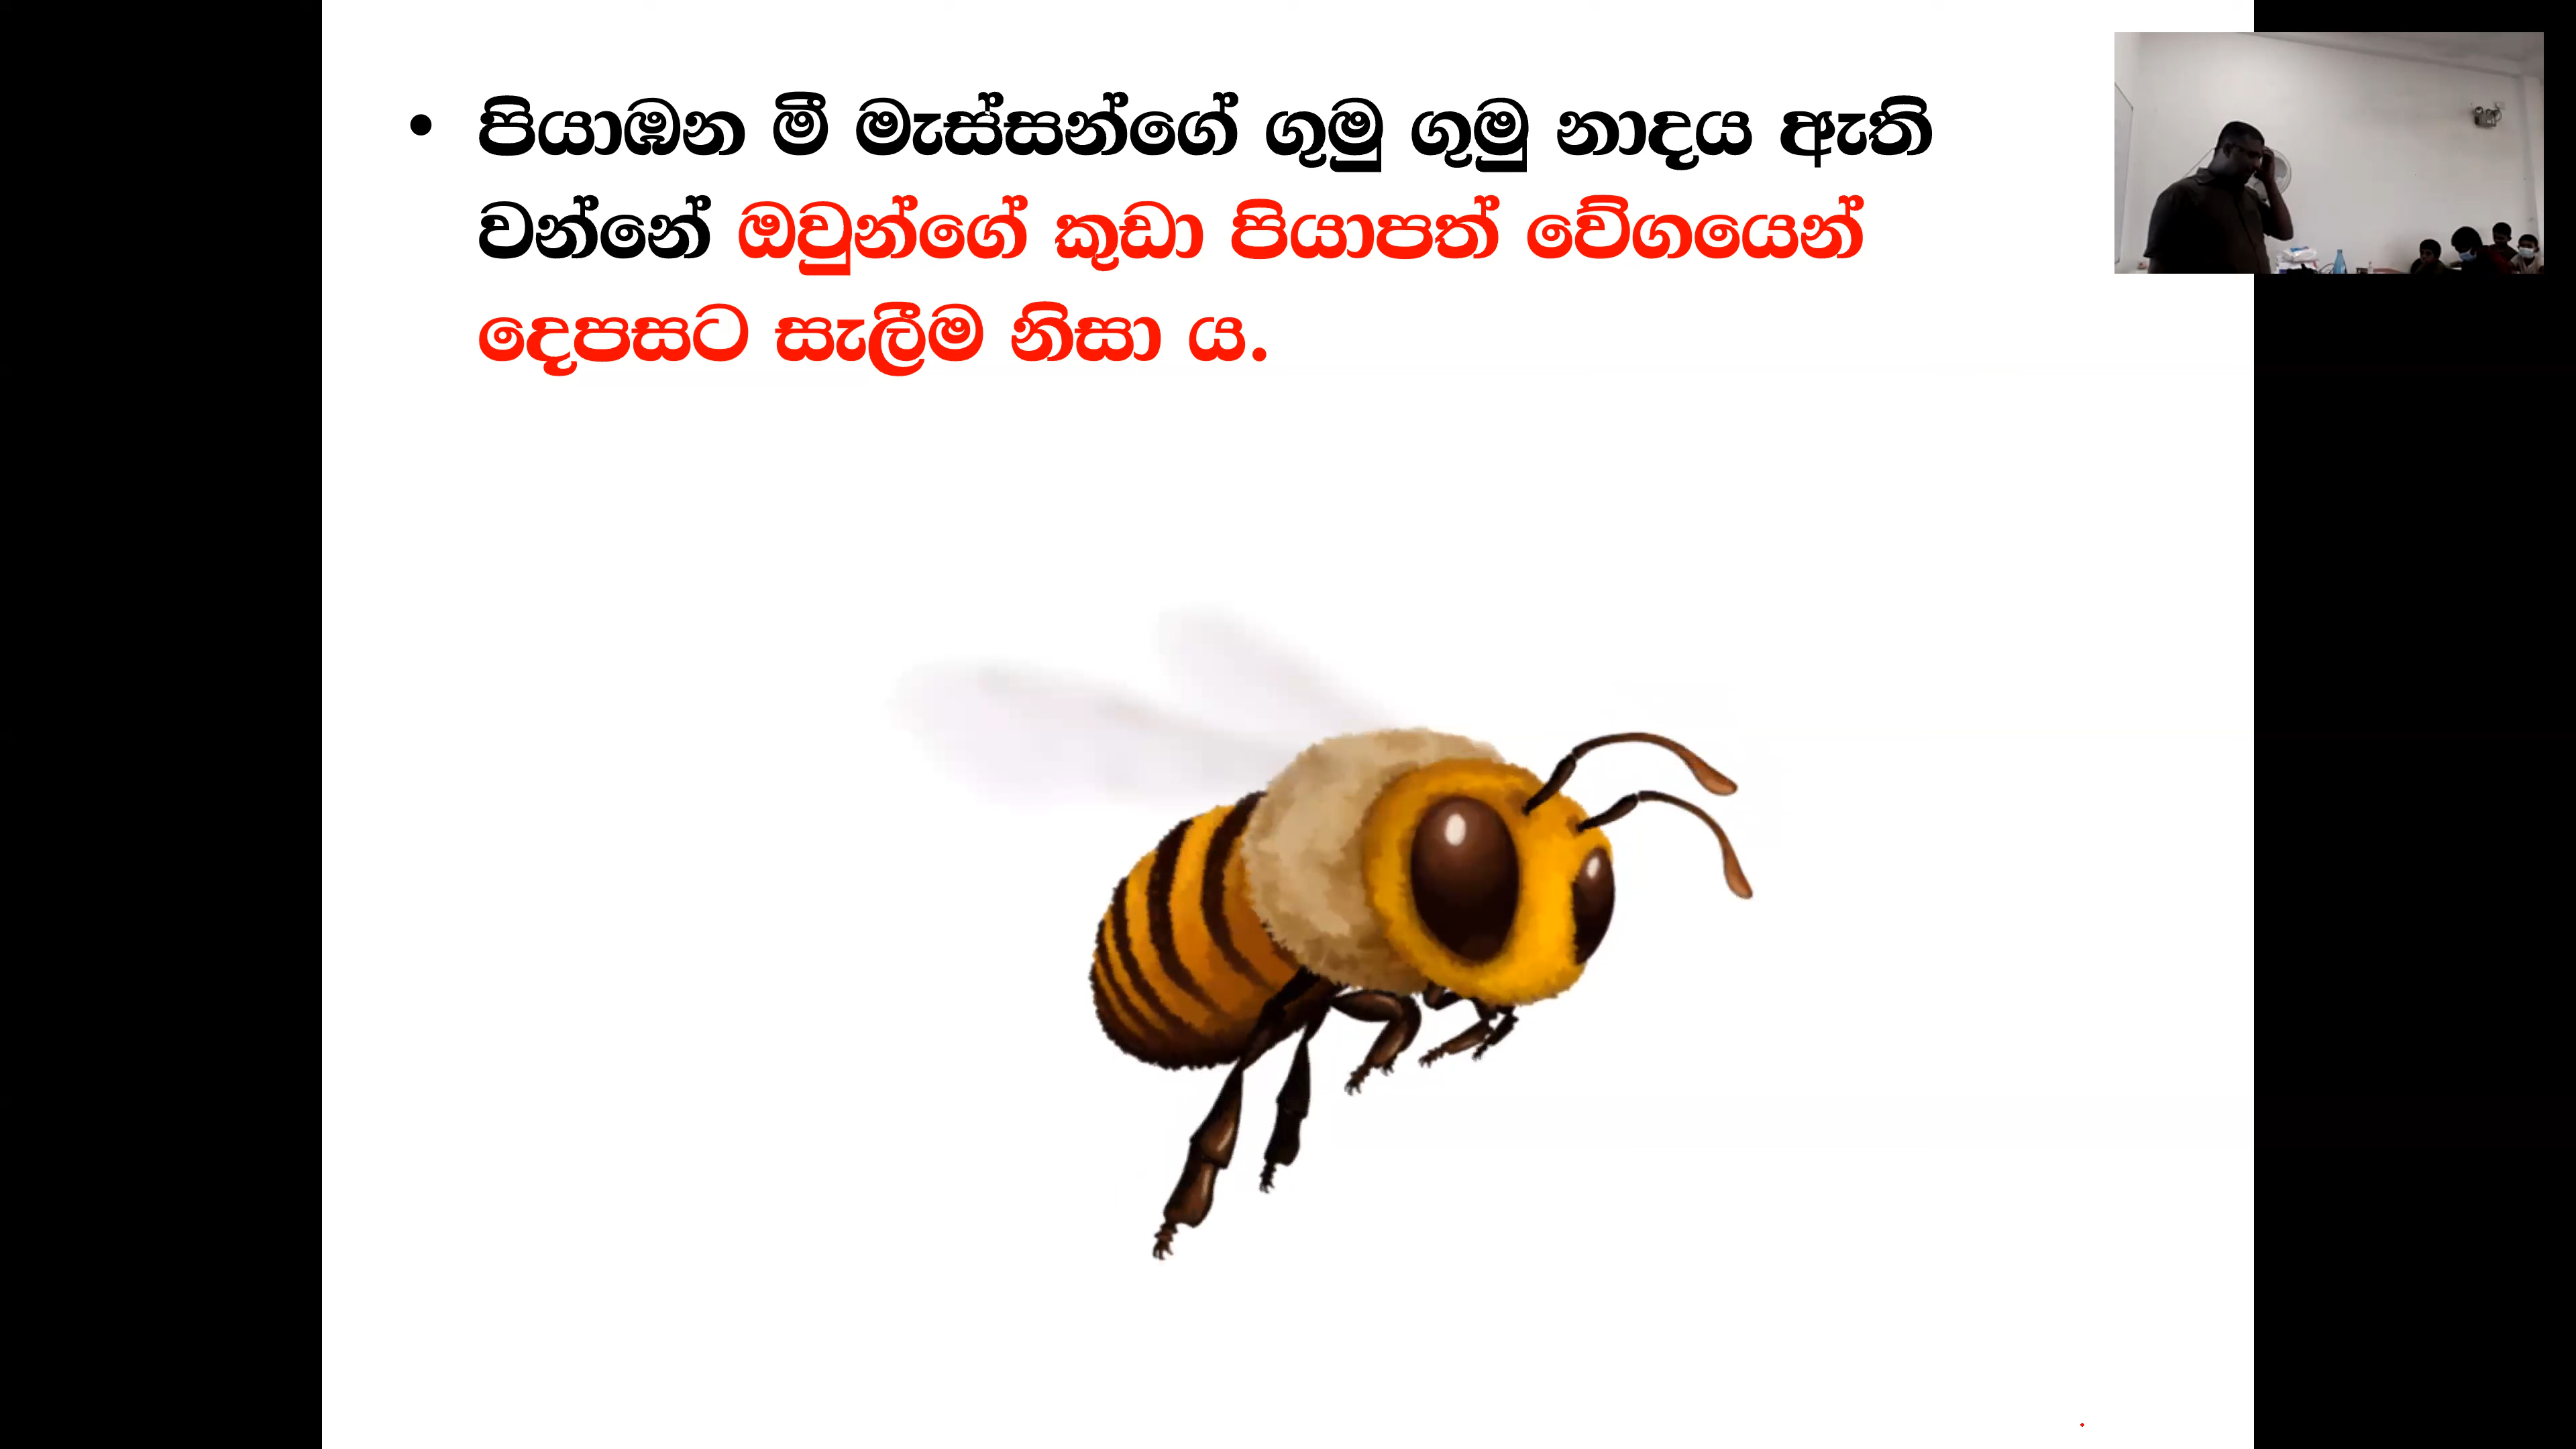 • පියාඹන මී මැස්සන්ගේ ගුමු ගුමු නාදය ඇති
වන්නේ ඔවුන්ගේ කුඩා පියාපත් වේගයෙන්
දෙපසට සැලීම නිසා ය.